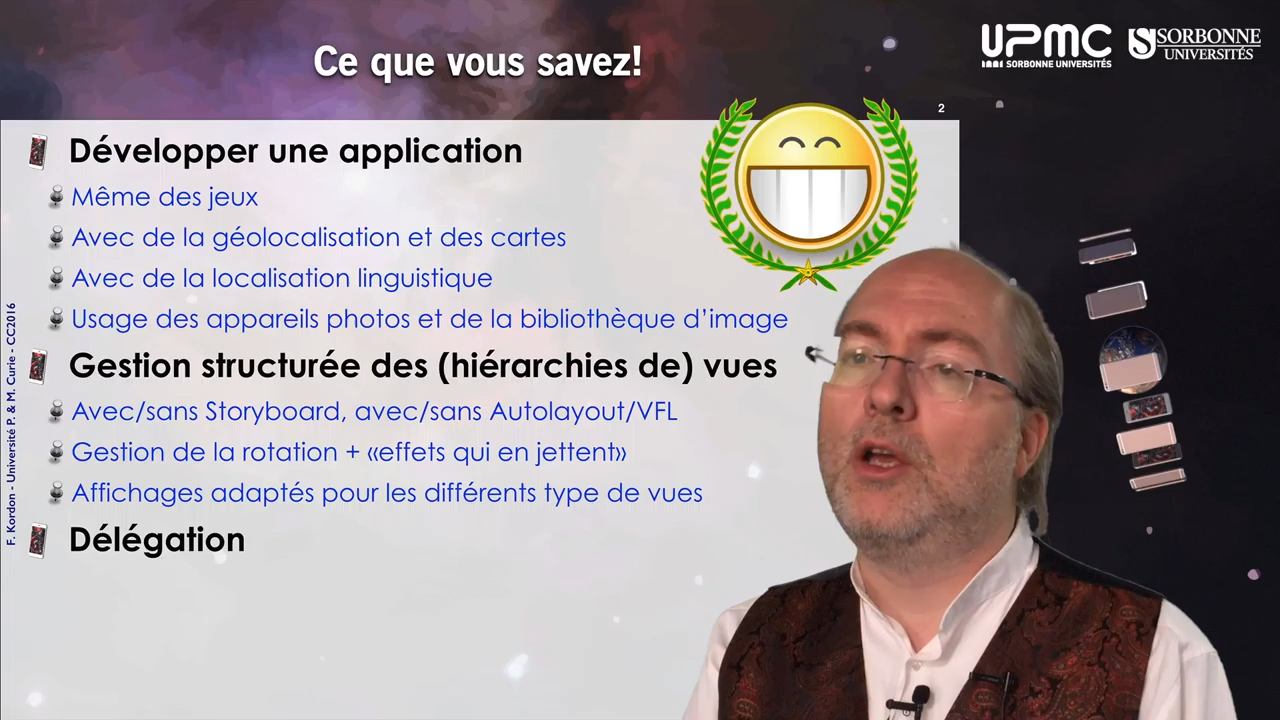 Ce que vous savez!
UPMC
SORBONNE UNIVERSITÉS
SORBONNE
UNIVERSITÉS
2
Développer une application
Même des jeux
Avec de la géolocalisation et des cartes
Avec de la localisation linguistique
Usage des appareils photos et de la bibliothèque d’image
Gestion structurée des (hiérarchies de) vues
Avec/sans Storyboard, avec/sans Autolayout/VFL
Gestion de la rotation + «effets qui en jettent»
Affichages adaptés pour les différents type de vues
Délégation
F. Kordon - Université P. & M. Curie - CC2016